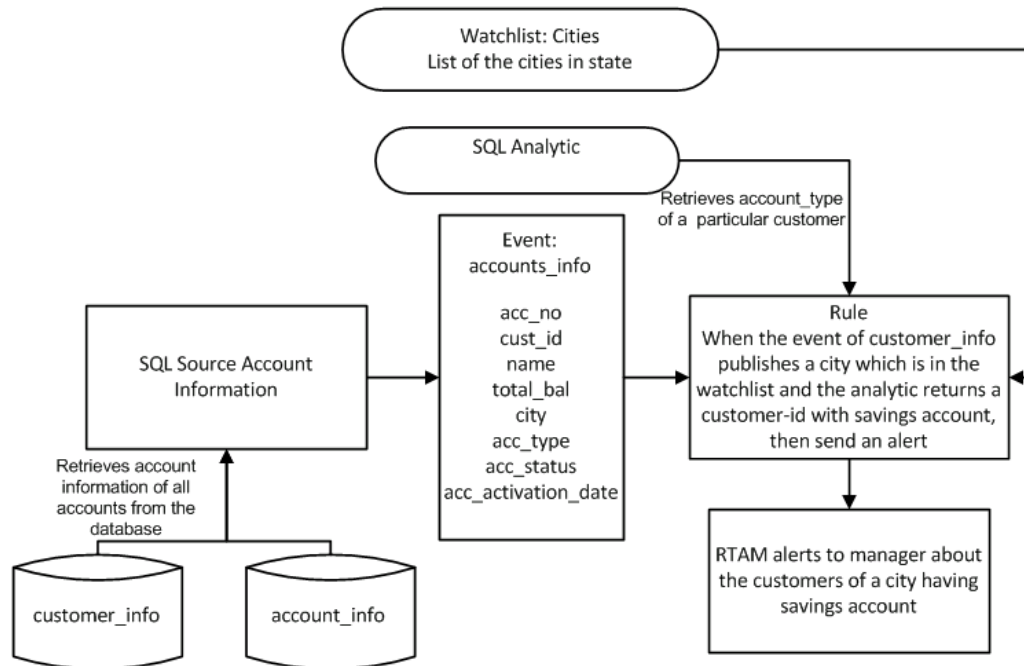 Watchlist: Cities
List of the cities in state
SQL Analytic
Retrieves account_type
of a particular customer
Event:
accounts_info
acc_no
cust_id
name
total_bal
city
acc_type
acc_status
acc_activation_date
SQL Source Account
Information
Rule
When the event of customer_info
publishes a city which is in the
watchlist and the analytic returns a
customer-id with savings account,
then send an alert
Retrieves account
information of all
accounts from the
database
customer_info
account_info
RTAM alerts to manager about
the customers of a city having
savings account